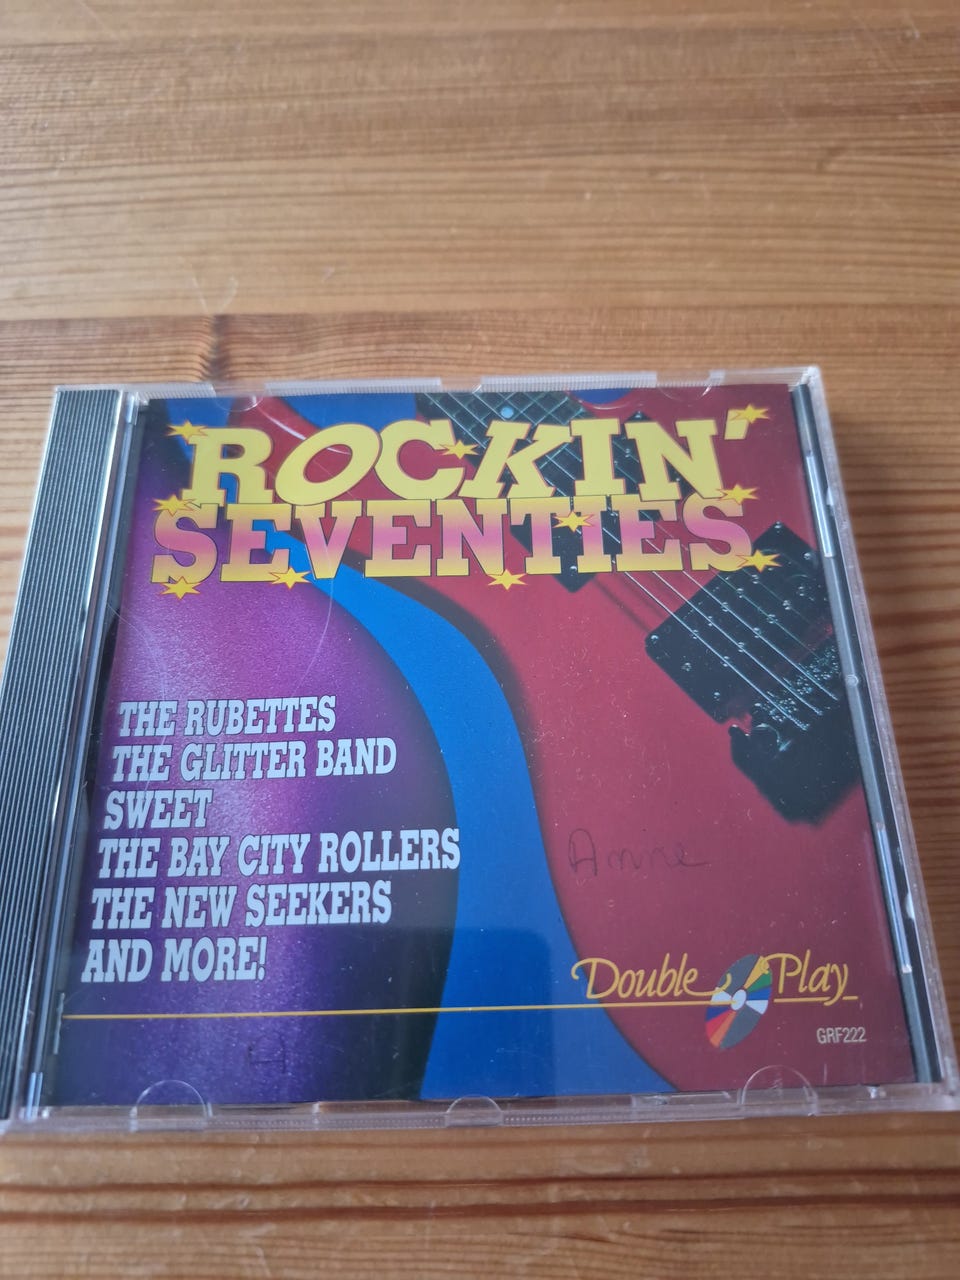 ROCKIN'
SEVENTIES
THE RUBETTES
THE GLITTER BAND
SWEET
THE BAY CITY ROLLERS
THE NEW SEEKERS
AND MORE!
Anne
Double Play
GRF222